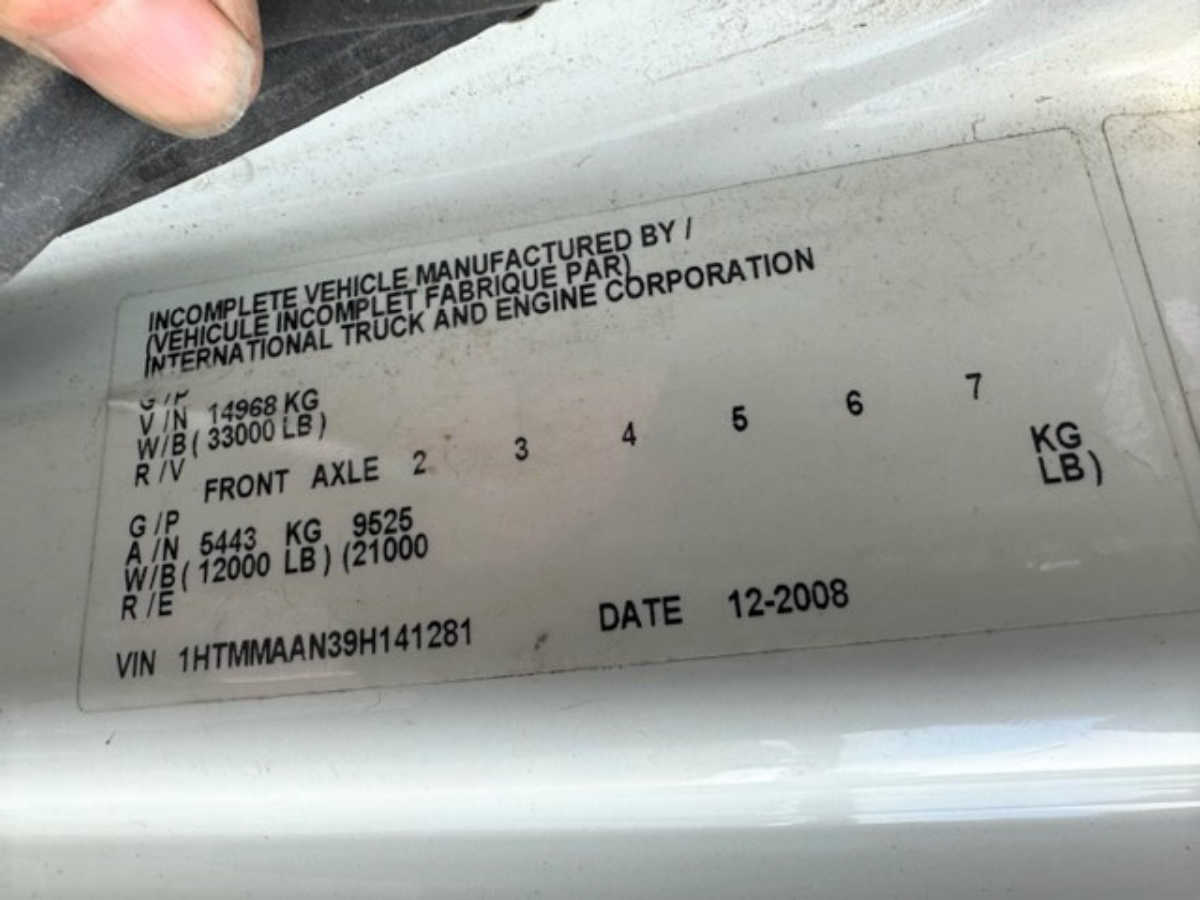 INCOMPLETE VEHICLE MANUFACTURED BY /
(VEHICULE INCOMPLET FABRIQUE PAR)
INTERNATIONAL TRUCK AND ENGINE CORPORATION
G / P
V / N 14968 KG
W/B ( 33000 LB )
R / V
FRONT AXLE 2 3 4 5 6 7
KG
LB )
G / P
A / N 5443 KG 9525
W/B ( 12000 LB ) (21000
R / E
VIN 1HTMMAAN39H141281 DATE 12-2008